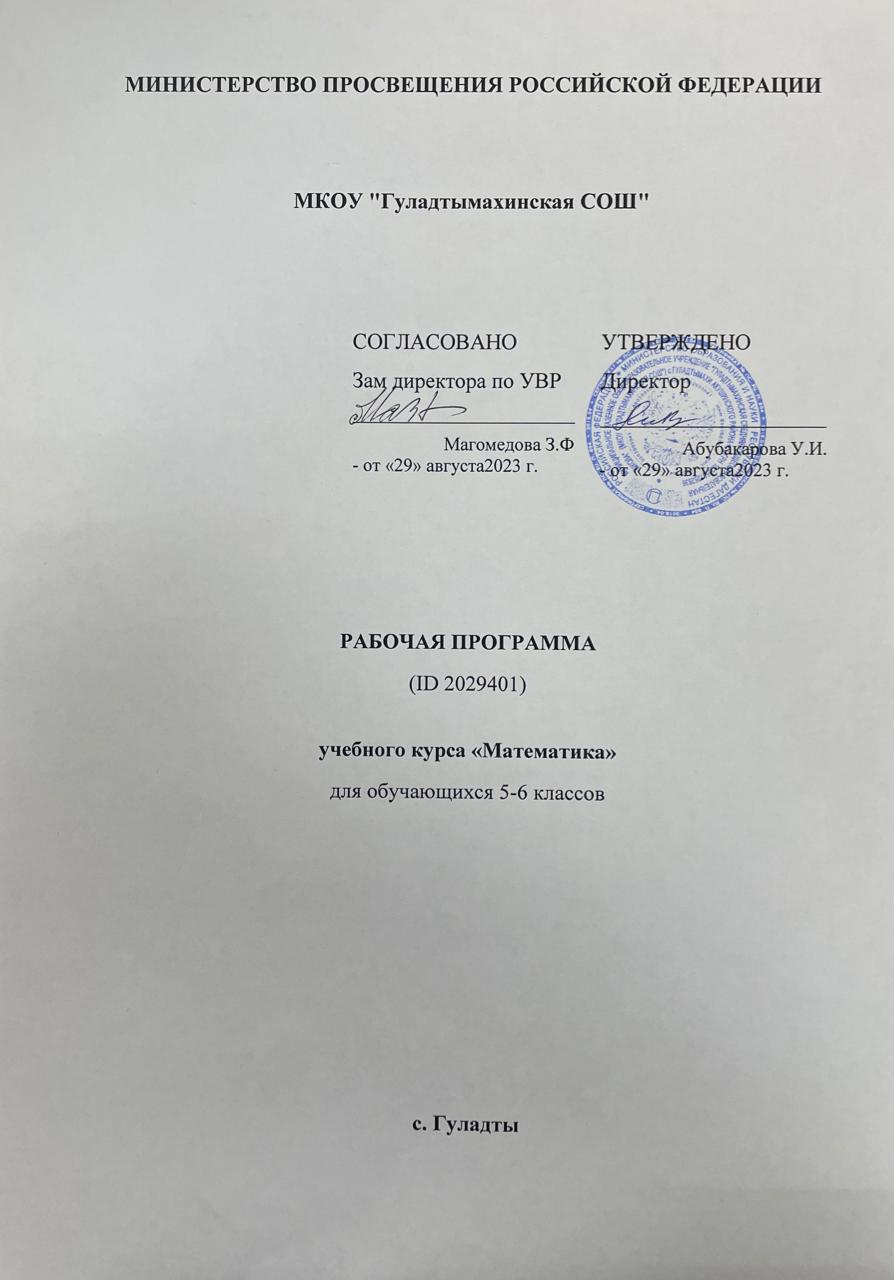 МИНИСТЕРСТВО ПРОСВЕЩЕНИЯ РОССИЙСКОЙ ФЕДЕРАЦИИ
МКОУ "Гуладтымахинская СОШ"
СОГЛАСОВАНО
Зам директора по УВР
Магомедова З.Ф
- от «29» августа2023 г.
УТВЕРЖДЕНО
Директор
Абубакарова У.И.
- от «29» августа2023 г.
РАБОЧАЯ ПРОГРАММА
(ID 2029401)
учебного курса «Математика»
для обучающихся 5-6 классов
с. Гуладты